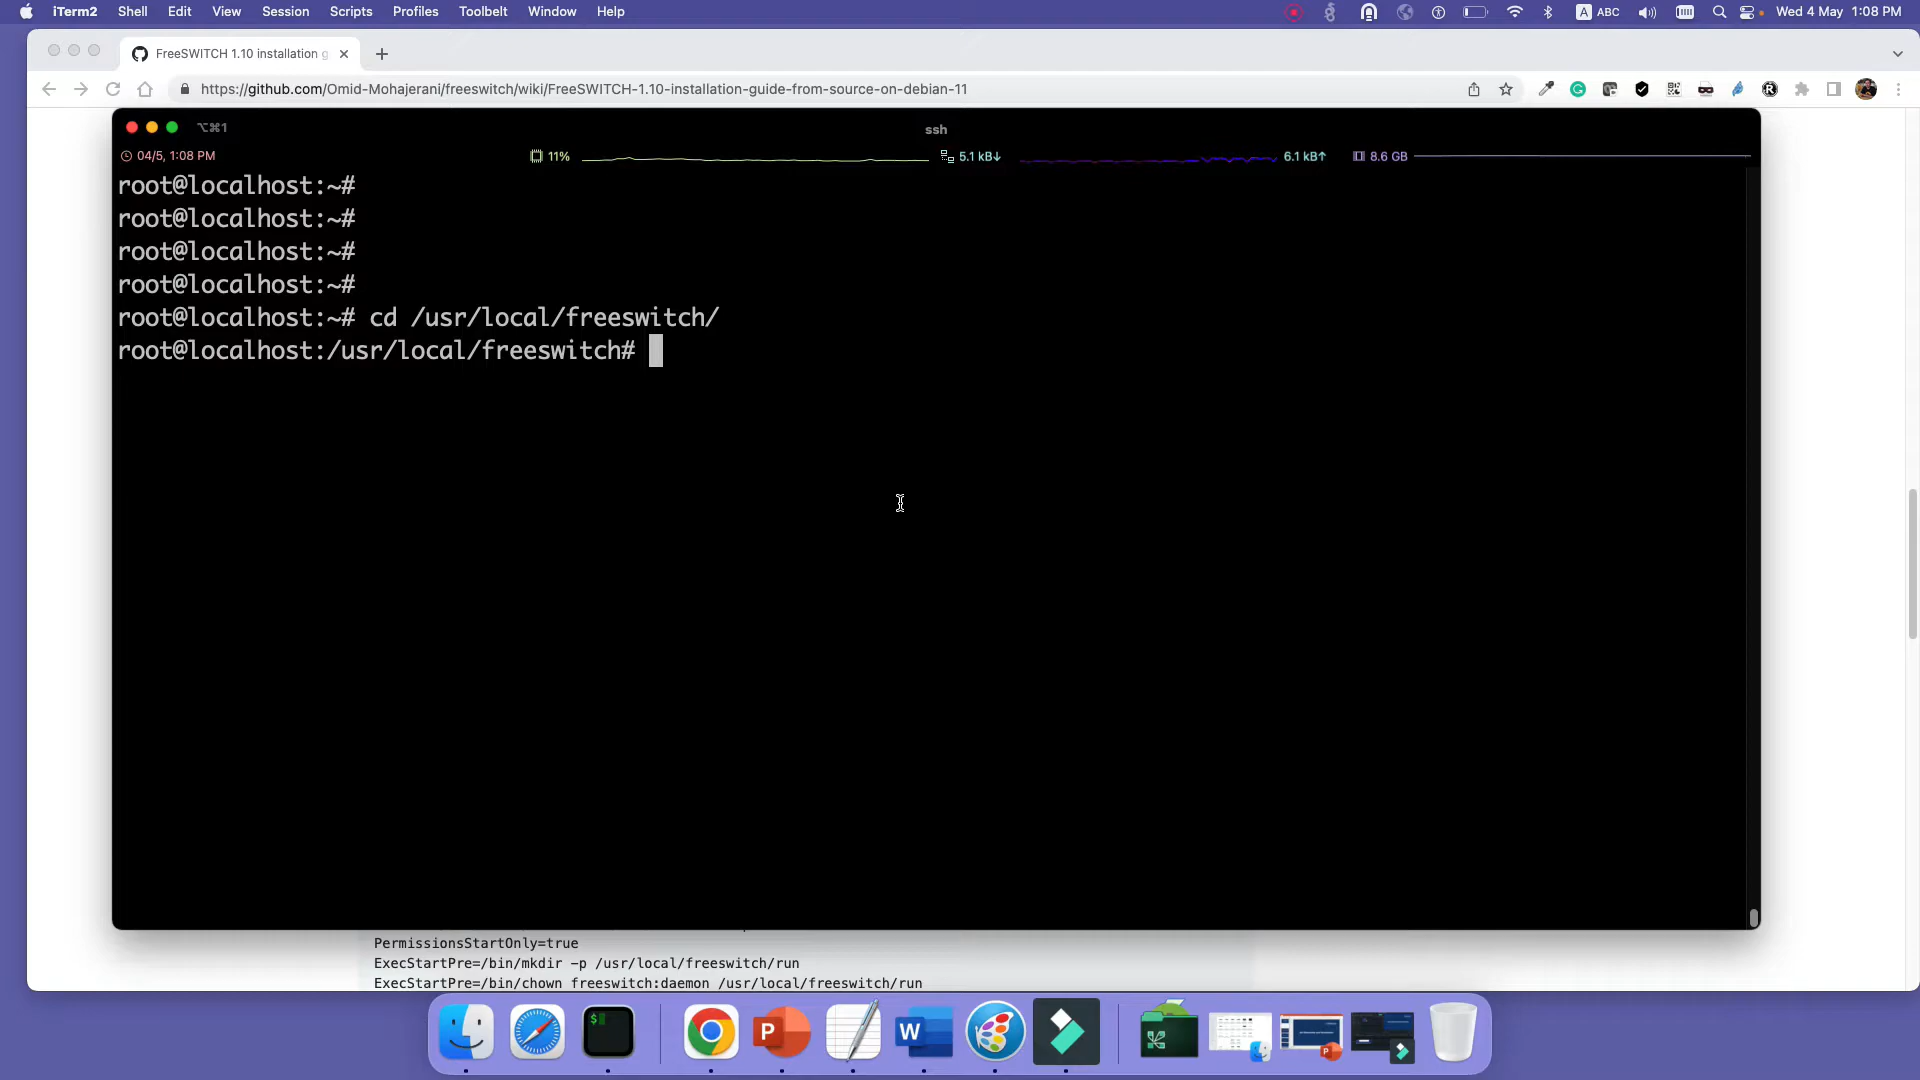 iTerm2 Shell Edit View Session Scripts Profiles Toolbelt Window Help
A ABC Wed 4 May 1:08 PM
FreeSWITCH 1.10 installation g
https://github.com/Omid-Mohajerani/freeswitch/wiki/FreeSWITCH-1.10-installation-guide-from-source-on-debian-11
⌥⌘1 ssh
04/5, 1:08 PM 11% 5.1 kB↓ 6.1 kB↑ 8.6 GB
root@localhost:~#
root@localhost:~#
root@localhost:~#
root@localhost:~#
root@localhost:~# cd /usr/local/freeswitch/
root@localhost:/usr/local/freeswitch#
PermissionsStartOnly=true
ExecStartPre=/bin/mkdir -p /usr/local/freeswitch/run
ExecStartPre=/bin/chown freeswitch:daemon /usr/local/freeswitch/run
$ P W